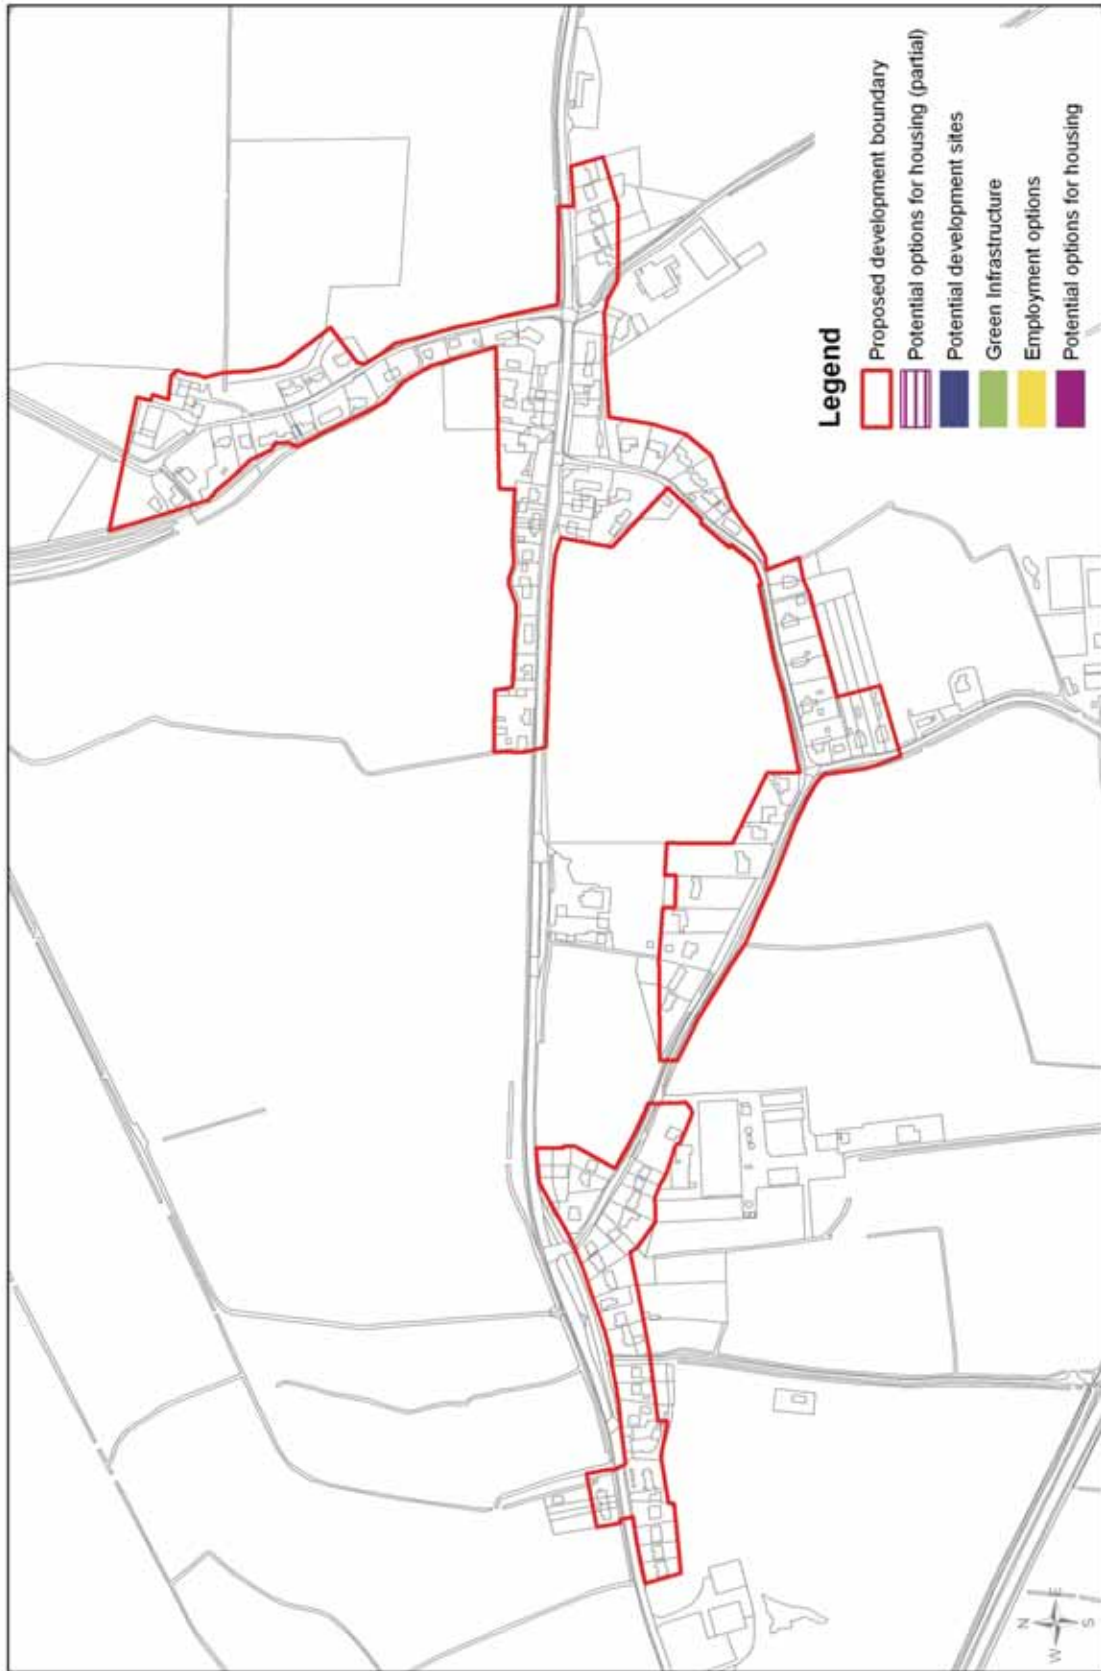 Legend
Proposed development boundary
Potential options for housing (partial)
Potential development sites
Green Infrastructure
Employment options
Potential options for housing
N
W E
S